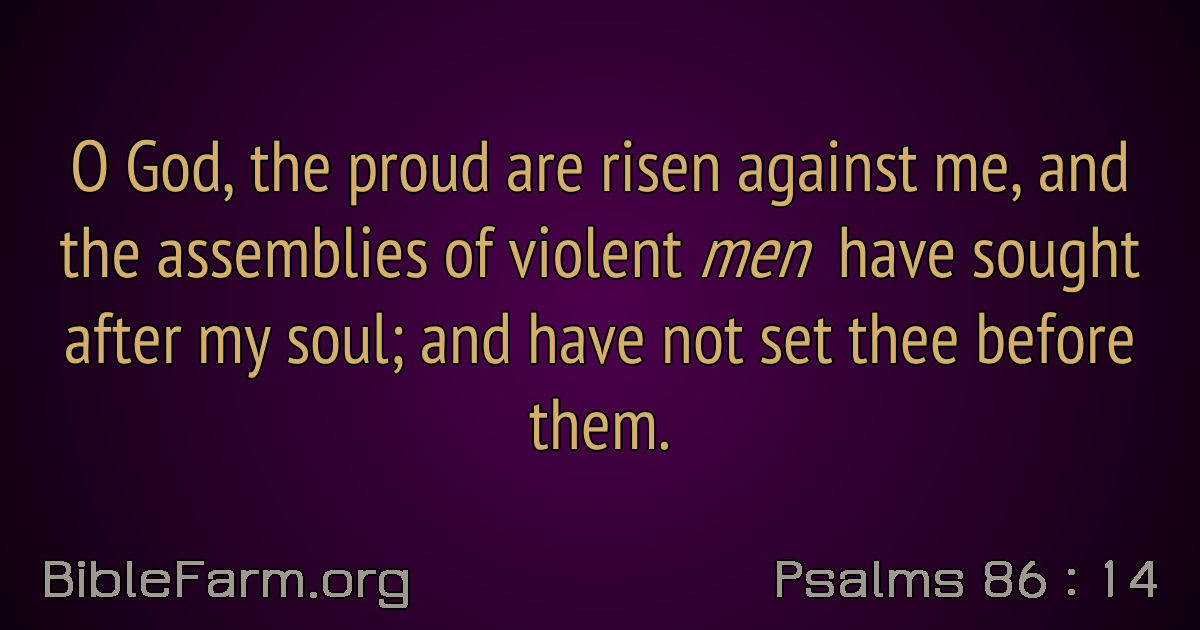 O God, the proud are risen against me, and
the assemblies of violent men have sought
after my soul; and have not set thee before
them.
BibleFarm.org
Psalms 86 : 14